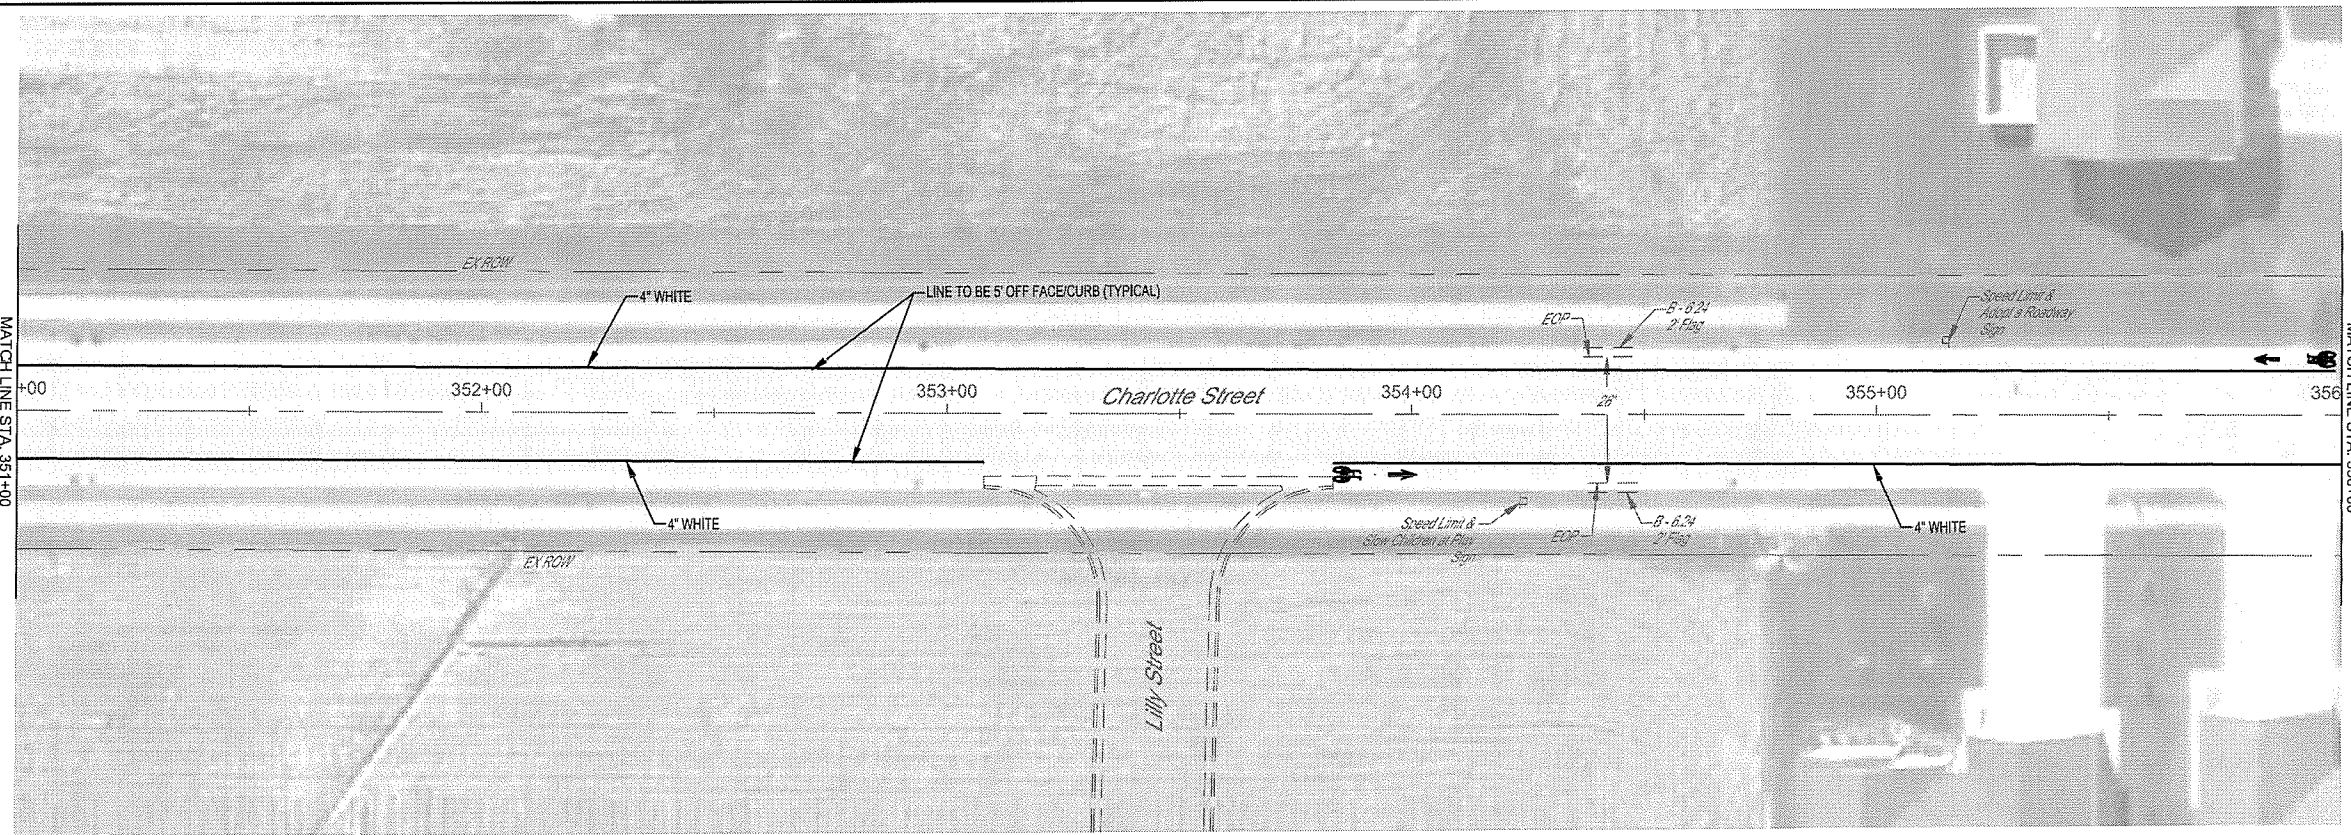 EX ROW
4" WHITE
LINE TO BE 5' OFF FACE/CURB (TYPICAL)
EOP
B - 6.24
2' Flag
Speed Limit &
Adopt a Roadway
Sign
MATCH LINE STA. 351+00
+00
352+00
353+00
Charlotte Street
354+00
26'
355+00
356
4" WHITE
Speed Limit &
Slow Children at Play
Sign
EOP
B - 6.24
2' Flag
4" WHITE
EX ROW
Lilly Street